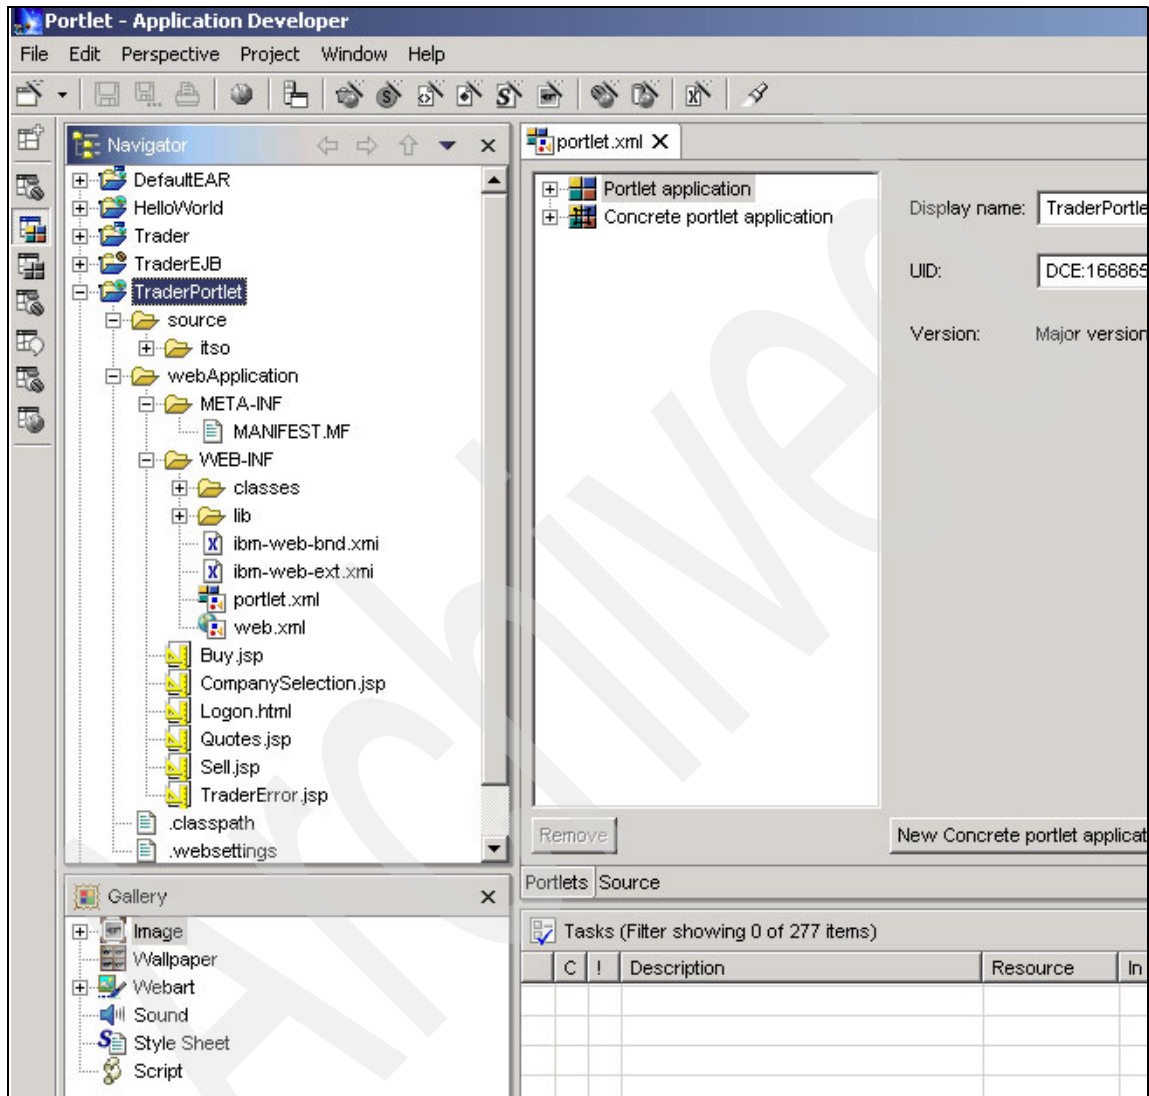 Portlet - Application Developer
File Edit Perspective Project Window Help
Navigator
DefaultEAR
HelloWorld
Trader
TraderEJB
TraderPortlet
source
itso
webApplication
META-INF
MANIFEST.MF
WEB-INF
classes
lib
ibm-web-bnd.xmi
ibm-web-ext.xmi
portlet.xml
web.xml
Buy.jsp
CompanySelection.jsp
Logon.html
Quotes.jsp
Sell.jsp
TraderError.jsp
.classpath
.websettings
Gallery
Image
Wallpaper
Webart
Sound
Style Sheet
Script
portlet.xml
Portlet application
Concrete portlet application
Display name: TraderPortle
UID: DCE:166865
Version: Major version
Remove
New Concrete portlet applicat
Portlets Source
Tasks (Filter showing 0 of 277 items)
C ! Description Resource In
Archived